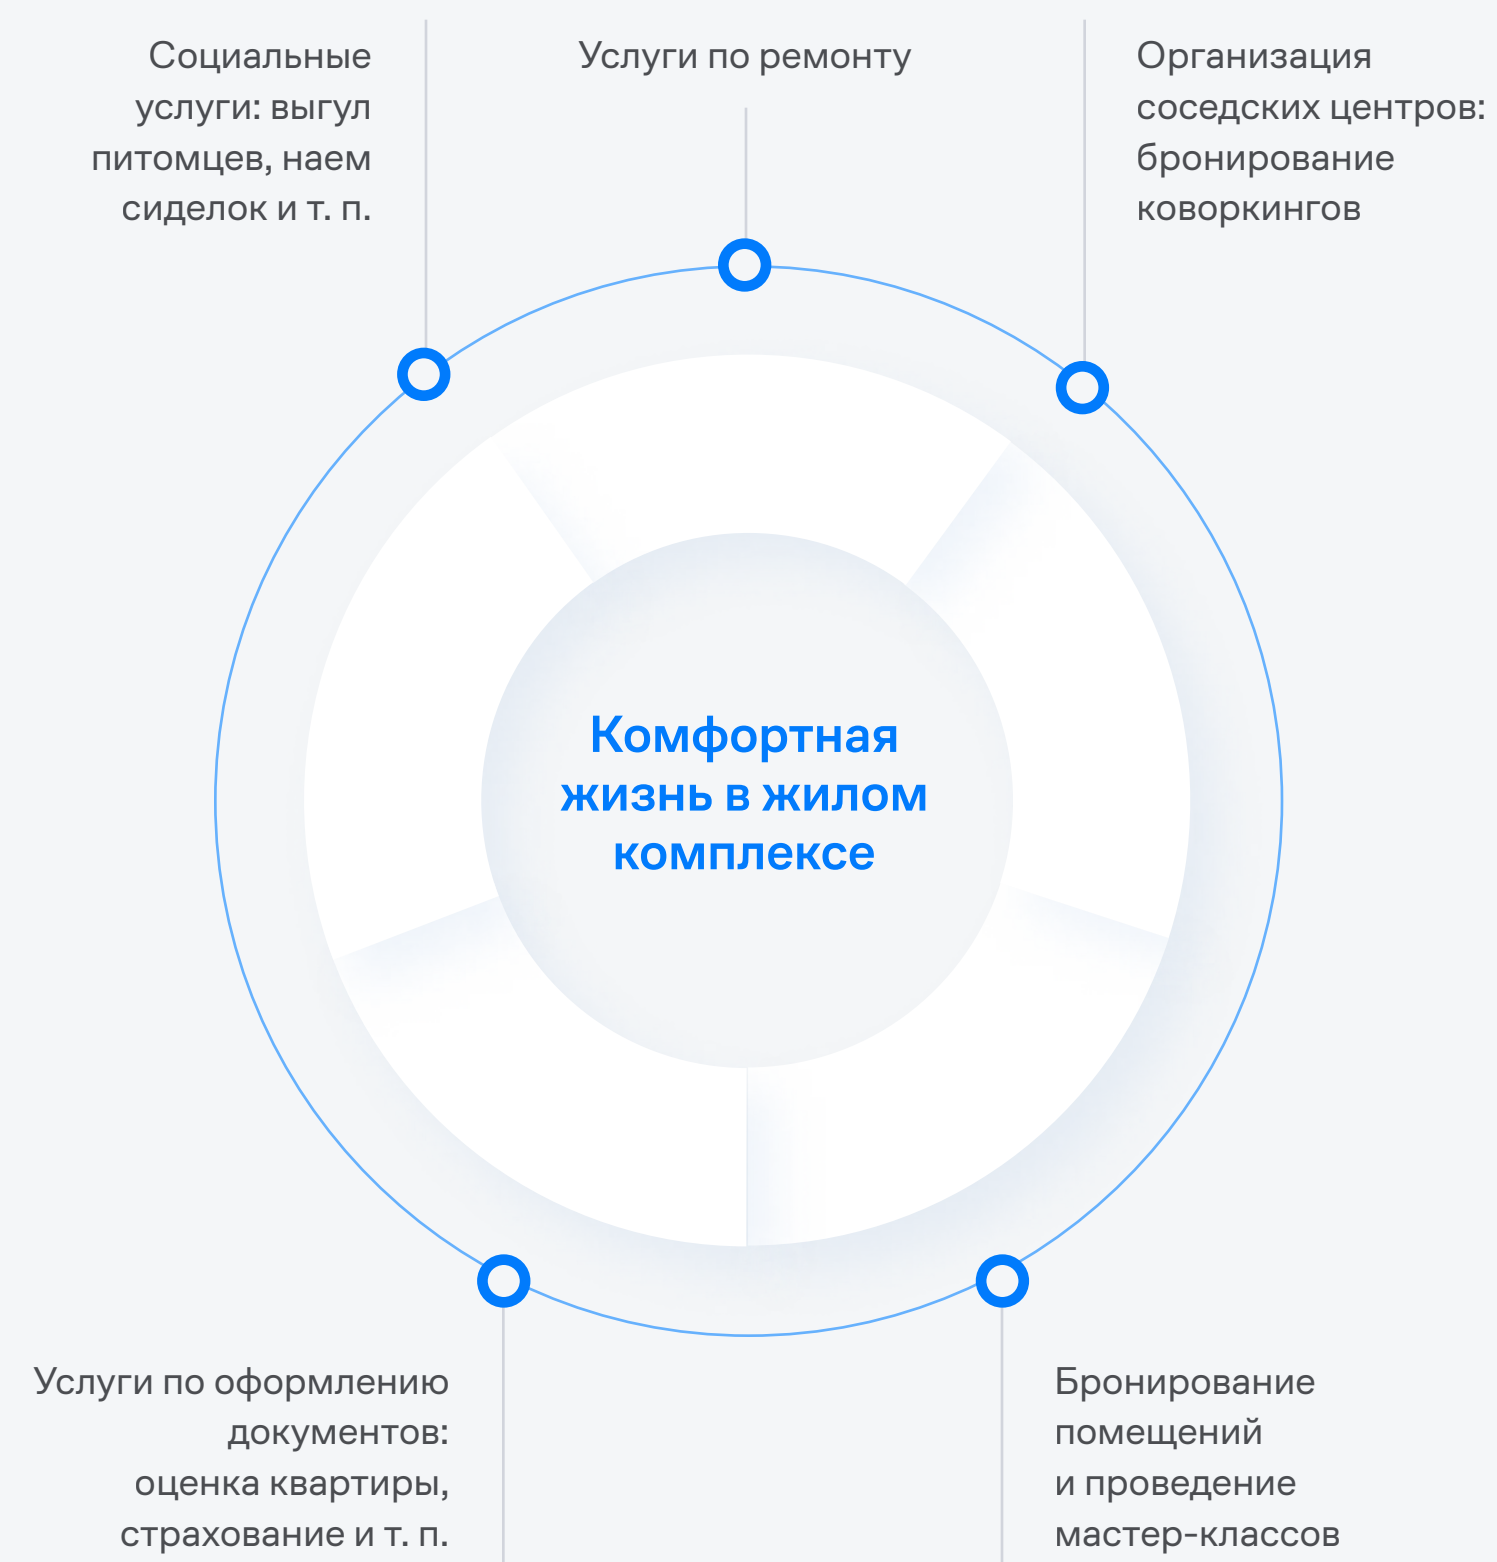 Социальные
услуги: выгул
питомцев, наем
сиделок и т. п.
Услуги по ремонту
Организация
соседских центров:
бронирование
коворкингов
Комфортная
жизнь в жилом
комплексе
Услуги по оформлению
документов:
оценка квартиры,
страхование и т. п.
Бронирование
помещений
и проведение
мастер-классов